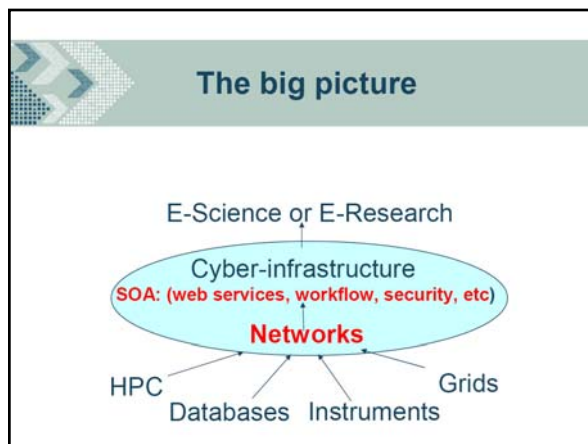 The big picture
E-Science or E-Research
Cyber-infrastructure
SOA: (web services, workflow, security, etc)
Networks
HPC
Grids
Databases
Instruments